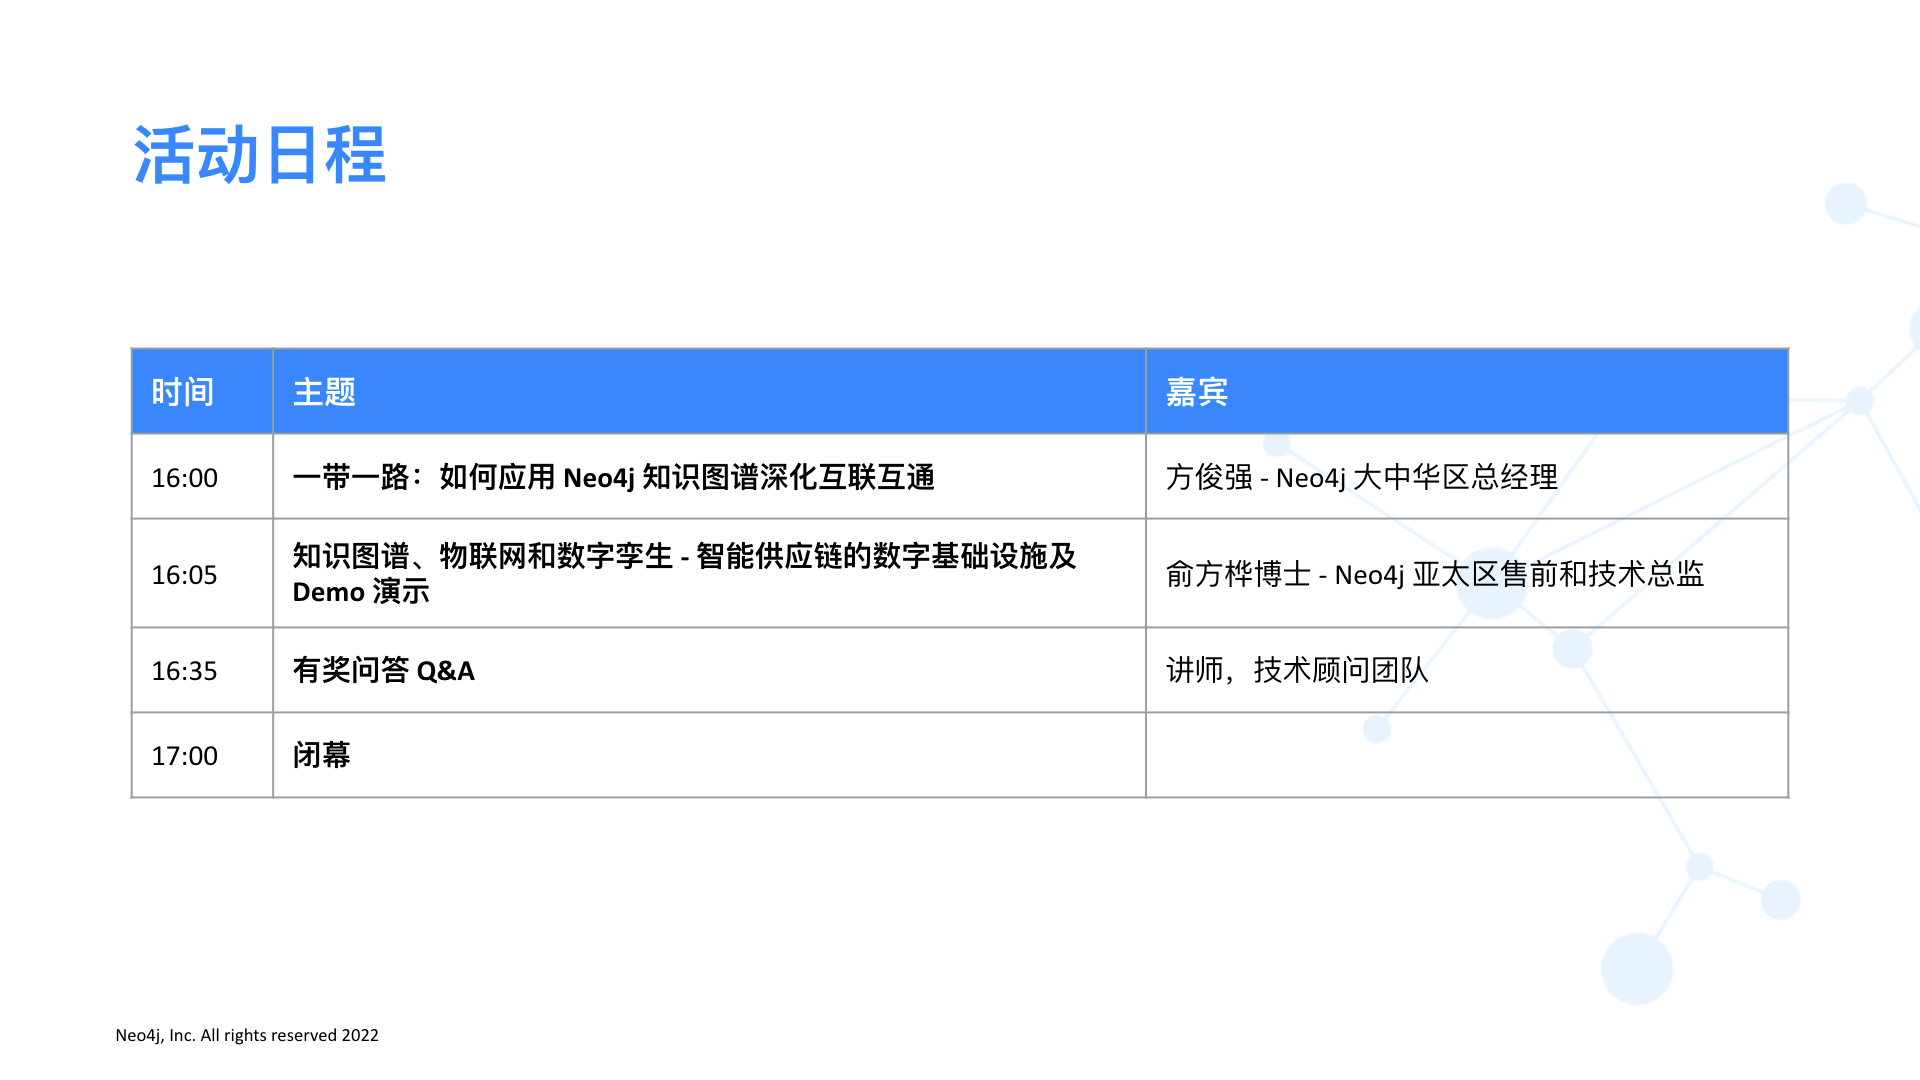 活动日程
时间 主题 嘉宾
16:00 一带一路：如何应用 Neo4j 知识图谱深化互联互通 方俊强 - Neo4j 大中华区总经理
16:05 知识图谱、物联网和数字孪生 - 智能供应链的数字基础设施及
Demo 演示 俞方桦博士 - Neo4j 亚太区售前和技术总监
16:35 有奖问答 Q&A 讲师，技术顾问团队
17:00 闭幕
Neo4j, Inc. All rights reserved 2022